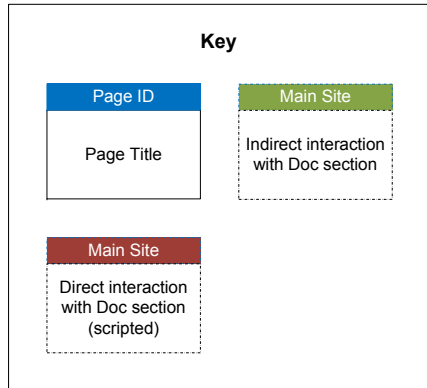 Key
Page ID
Page Title
Main Site
Indirect interaction
with Doc section
Main Site
Direct interaction
with Doc section
(scripted)